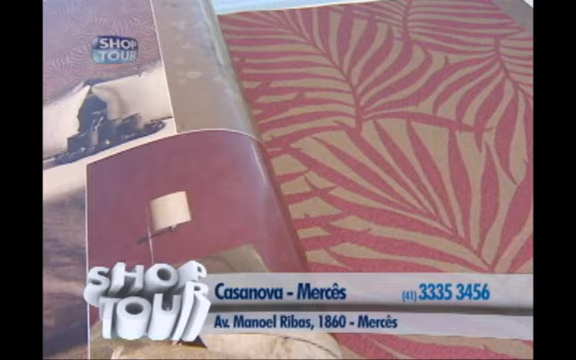 SHOP
TOUR
SHOP
TOUR
Casanova - Mercês (41) 3335 3456
Av. Manoel Ribas, 1860 - Mercês